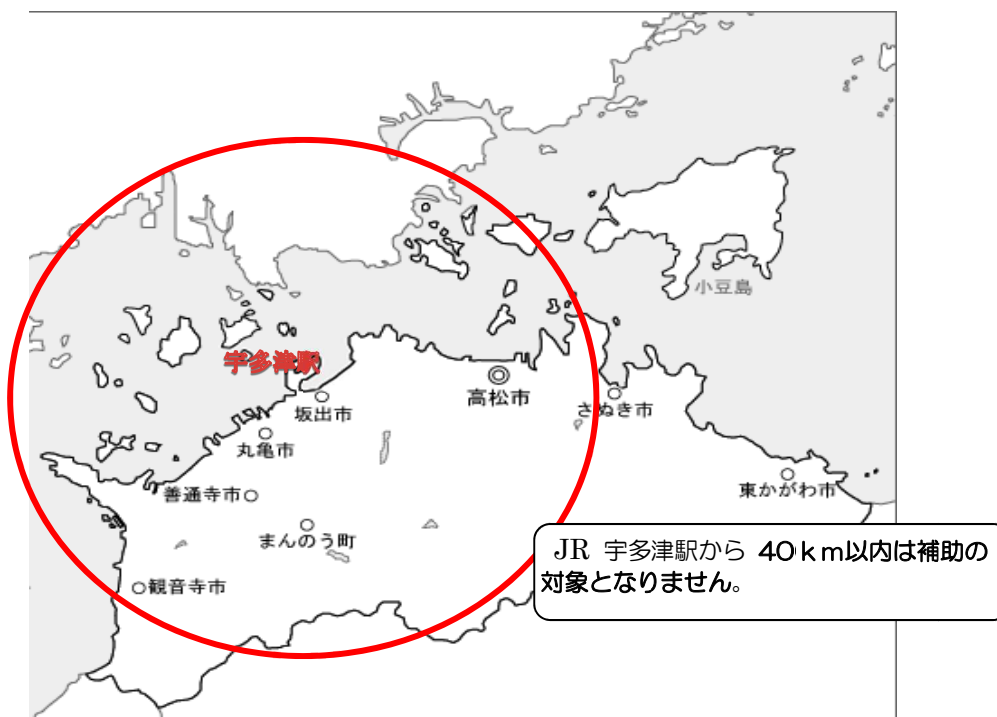 小豆島
宇多津駅
高松市
坂出市
さぬき市
丸亀市
善通寺市
東かがわ市
まんのう町
観音寺市
JR 宇多津駅から 40km以内は補助の
対象となりません。